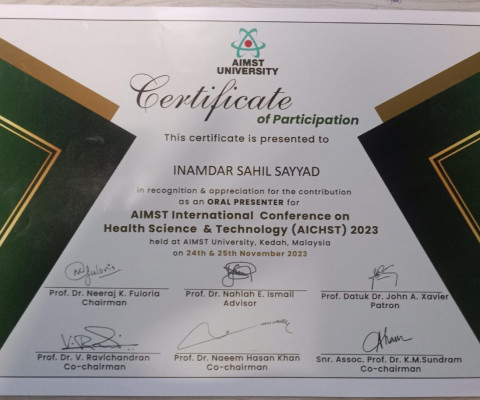 AIMST
UNIVERSITY
Certificate
of Participation
This certificate is presented to
INAMDAR SAHIL SAYYAD
in recognition & appreciation for the contribution
as an ORAL PRESENTER for
AIMST International Conference on
Health Science & Technology (AICHST) 2023
held at AIMST University, Kedah, Malaysia
on 24th & 25th November 2023
Prof. Dr. Neeraj K. Fuloria
Chairman
Prof. Dr. Nahlah E. Ismail
Advisor
Prof. Datuk Dr. John A. Xavier
Patron
Prof. Dr. V. Ravichandran
Co-chairman
Prof. Dr. Naeem Hasan Khan
Co-chairman
Snr. Assoc. Prof. Dr. K.M.Sundram
Co-chairman